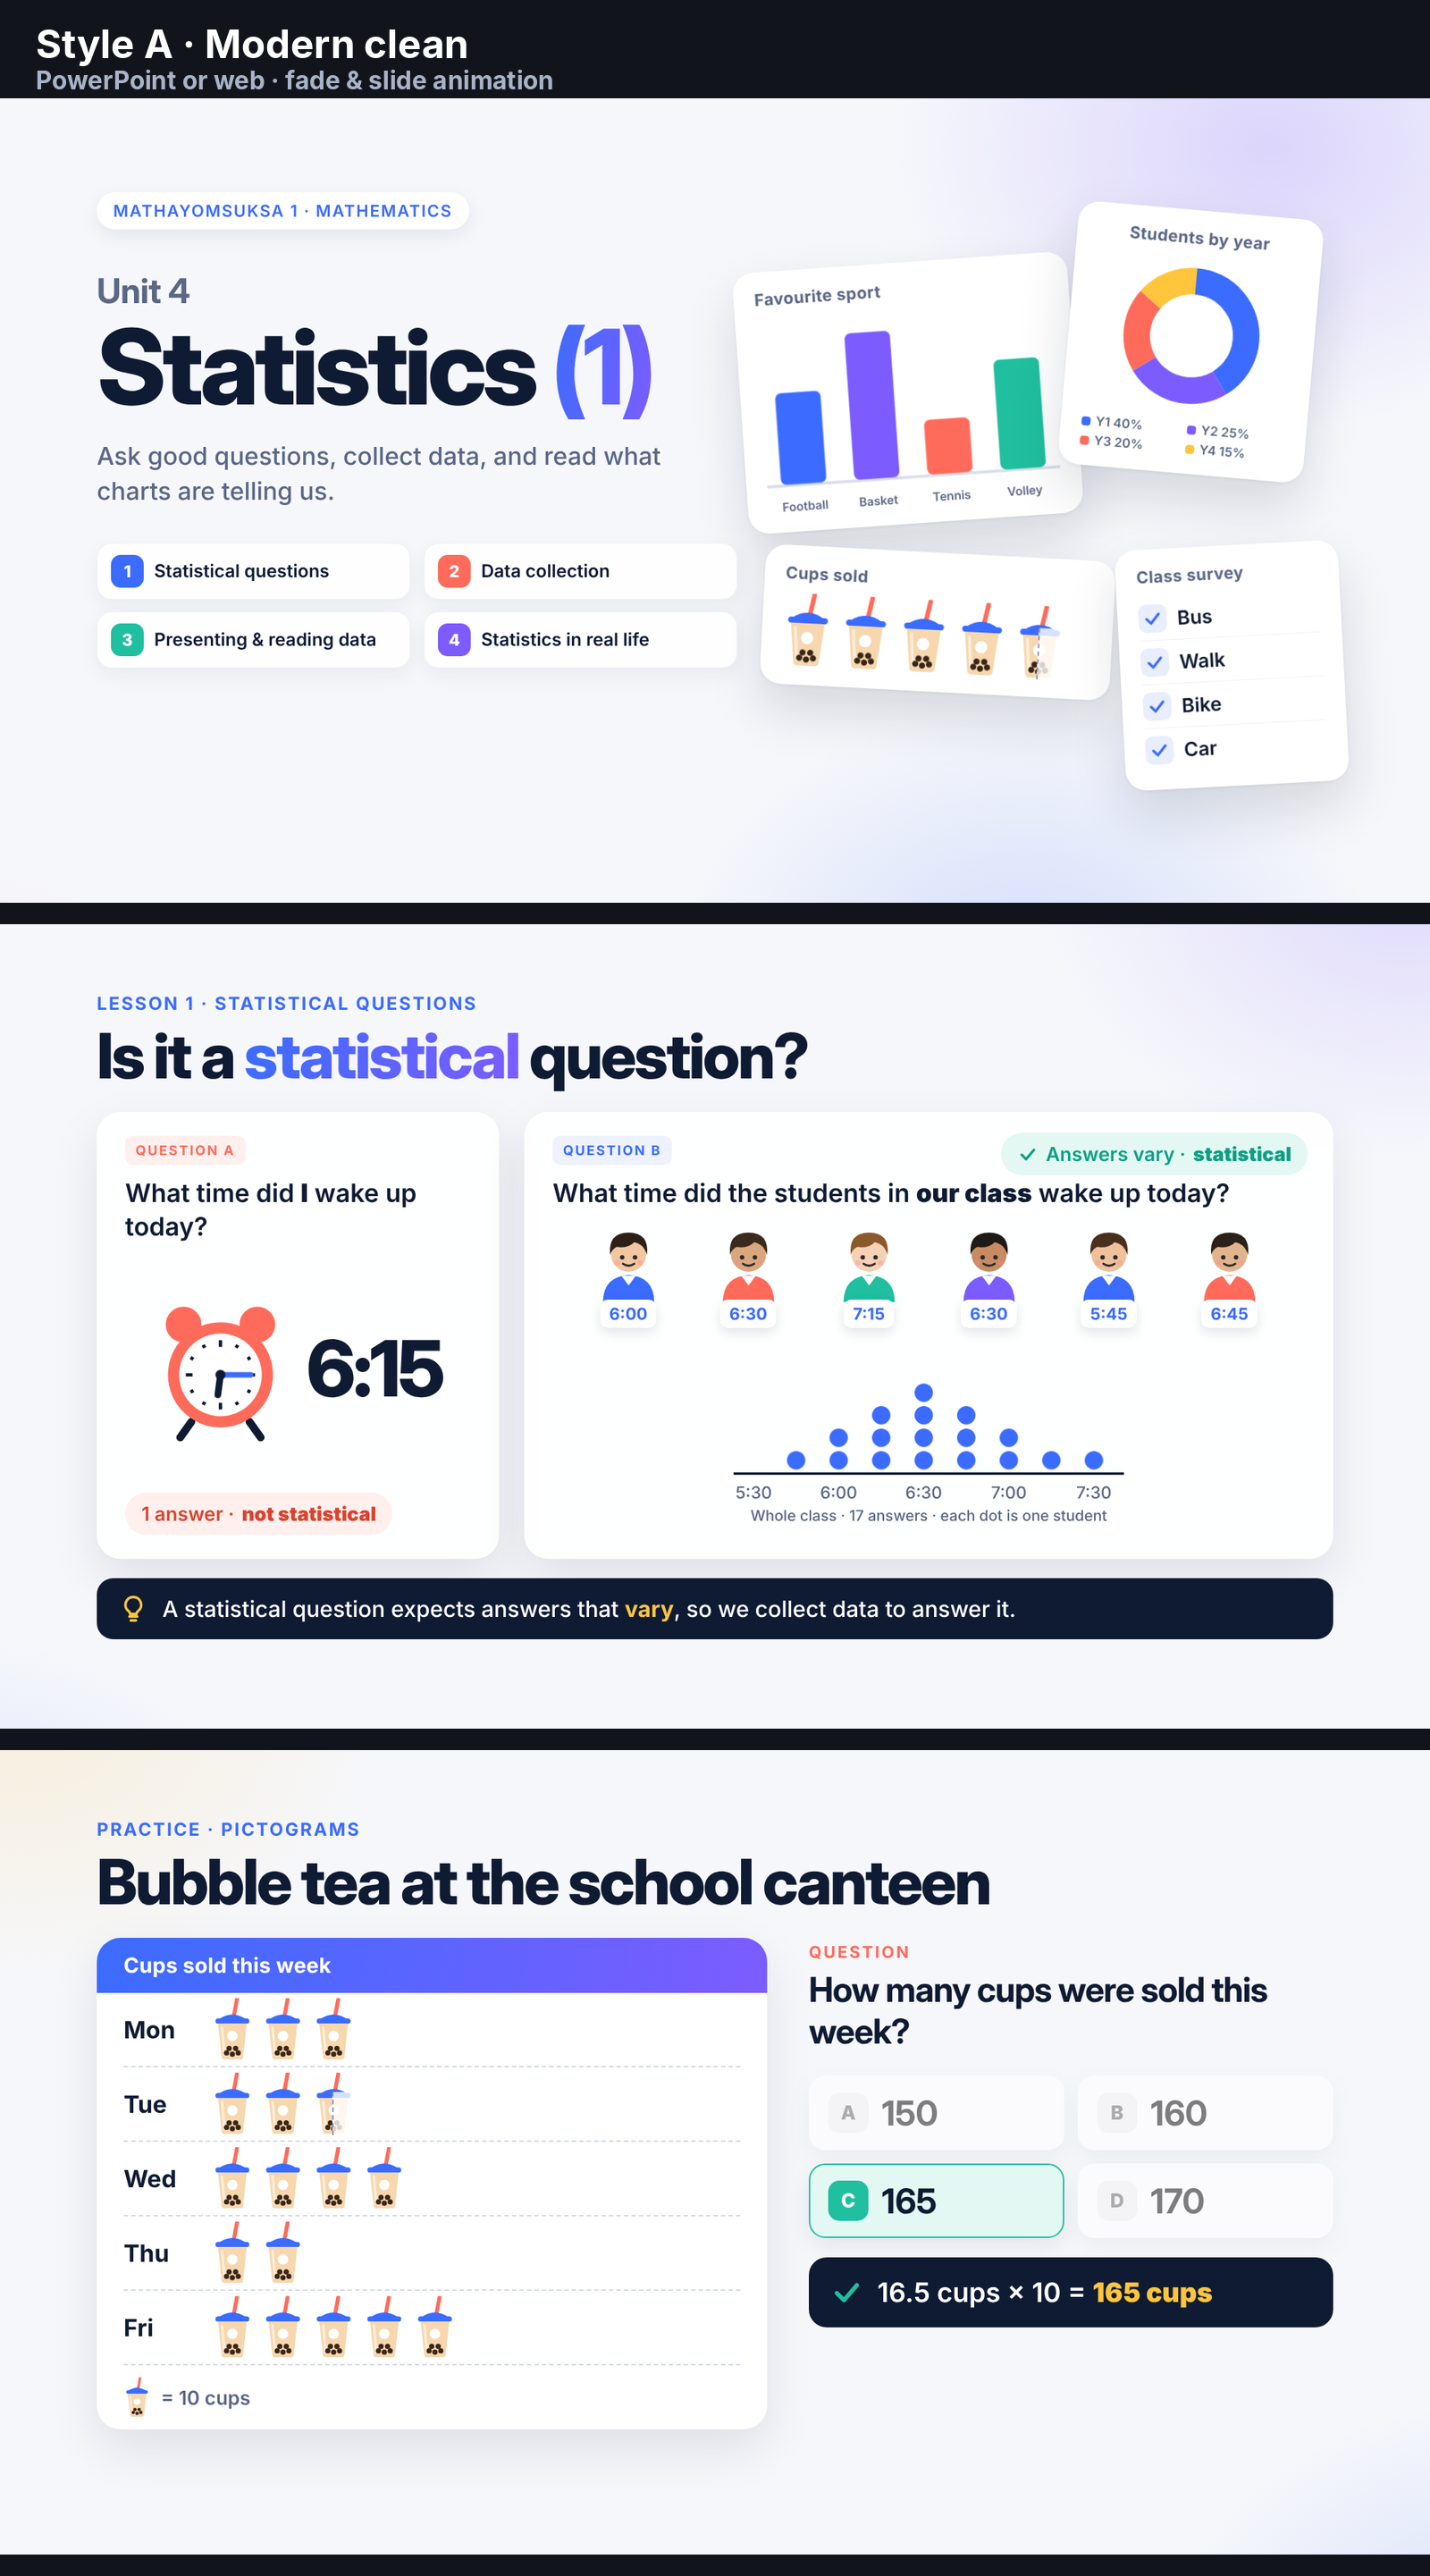 Style A · Modern clean
PowerPoint or web · fade & slide animation
MATHAYOMSUKSA 1 · MATHEMATICS
Unit 4
Statistics (1)
Ask good questions, collect data, and read what
charts are telling us.
1 Statistical questions
2 Data collection
3 Presenting & reading data
4 Statistics in real life
Favourite sport
Football Basket Tennis Volley
Students by year
Y1 40% Y2 25%
Y3 20% Y4 15%
Cups sold
Class survey
Bus
Walk
Bike
Car
LESSON 1 · STATISTICAL QUESTIONS
Is it a statistical question?
QUESTION A
What time did I wake up
today?
6:15
1 answer · not statistical
QUESTION B
Answers vary · statistical
What time did the students in our class wake up today?
6:00 6:30 7:15 6:30 5:45 6:45
5:30 6:00 6:30 7:00 7:30
Whole class · 17 answers · each dot is one student
A statistical question expects answers that vary, so we collect data to answer it.
PRACTICE · PICTOGRAMS
Bubble tea at the school canteen
Cups sold this week
Mon
Tue
Wed
Thu
Fri
= 10 cups
QUESTION
How many cups were sold this
week?
A 150
B 160
C 165
D 170
16.5 cups × 10 = 165 cups